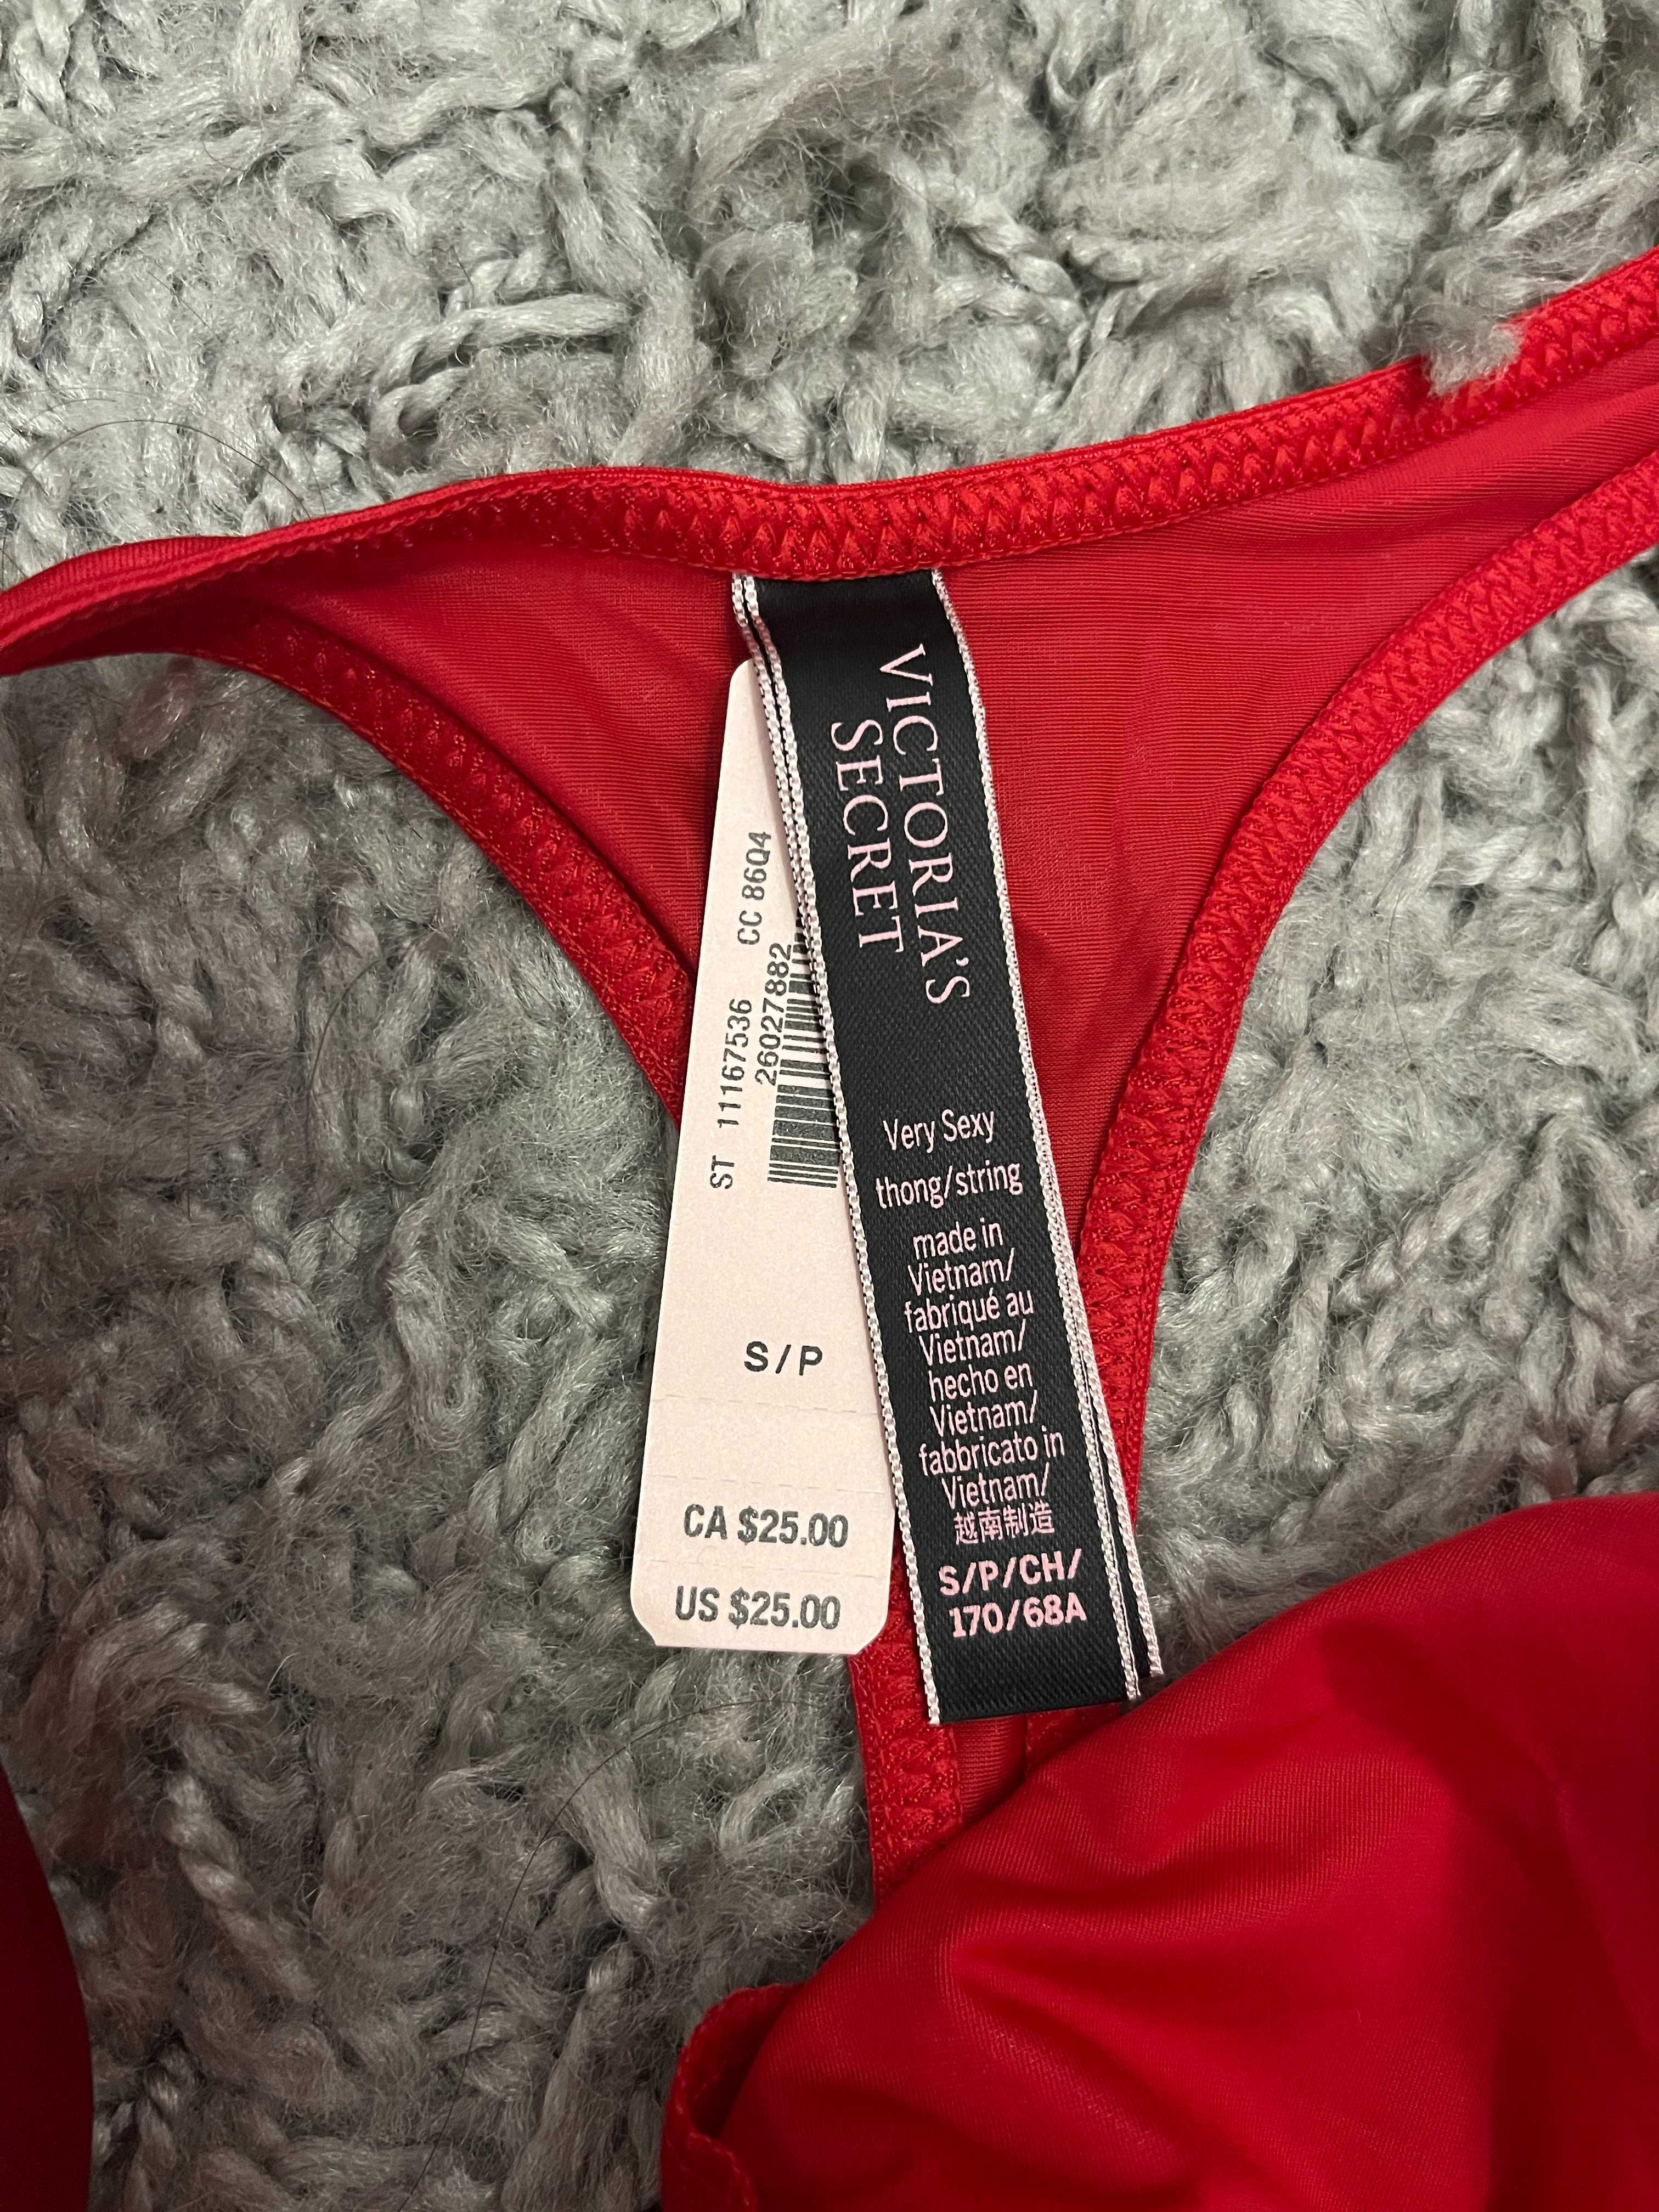 ST 11167536 CC 86Q4
26027882
S/P
CA $25.00
US $25.00
VICTORIA'S
SECRET
Very Sexy
thong/string
made in
Vietnam/
fabriqué au
Vietnam/
hecho en
Vietnam/
fabbricato in
Vietnam/
越南制造
S/P/CH/
170/68A